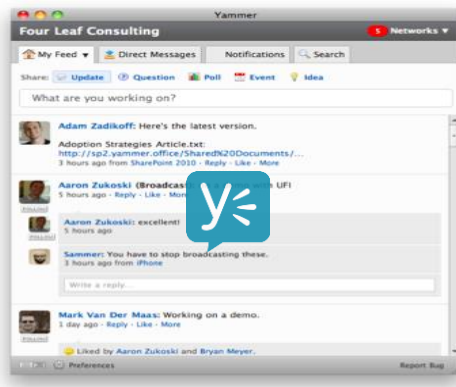 Yammer
Four Leaf Consulting
5 Networks ▼
My Feed ▼ Direct Messages Notifications Search
Share: Update Question Poll Event Idea
What are you working on?
Adam Zadikoff: Here's the latest version.
Adoption Strategies Article.txt:
http://sp2.yammer.office/Shared%20Documents/...
3 hours ago from SharePoint 2010 - Reply - Like - More
Aaron Zukoski (Broadcast) a demo with UFI
5 hours ago - Reply - Like - More
Aaron Zukoski: excellent!
5 hours ago
Sammer: You have to stop broadcasting these.
3 hours ago from iPhone
Write a reply...
Mark Van Der Maas: Working on a demo.
1 day ago - Reply - Like - More
Liked by Aaron Zukoski and Bryan Meyer.
Preferences Report Bug